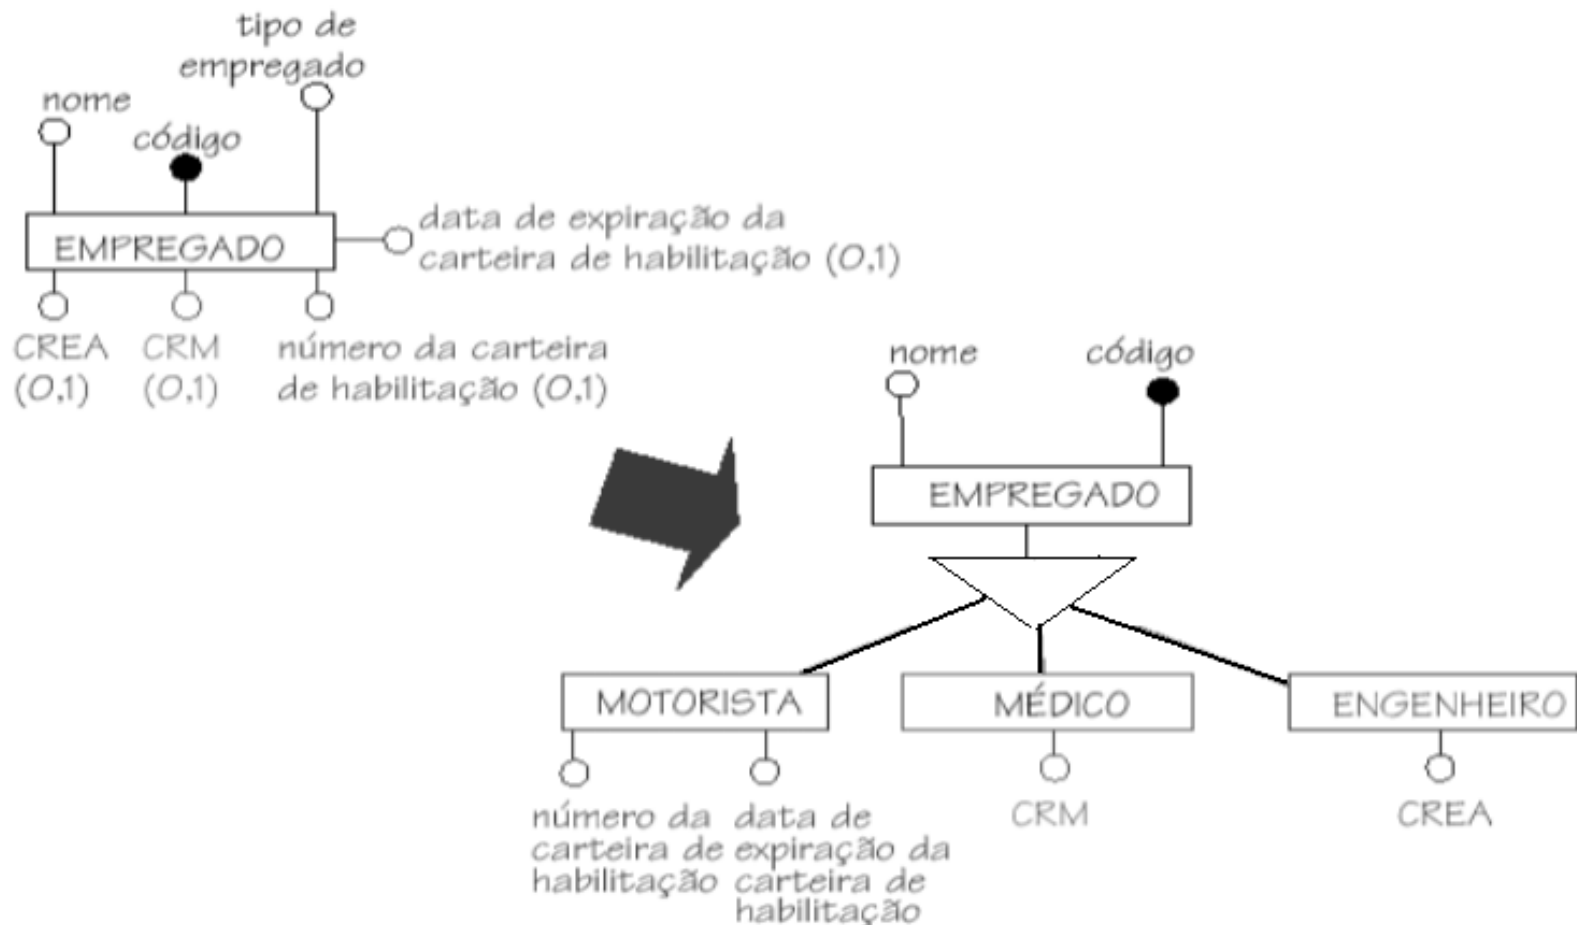 tipo de
empregado
nome
código
EMPREGADO
data de expiração da
carteira de habilitação (0,1)
CREA
(0,1)
CRM
(0,1)
número da carteira
de habilitação (0,1)
nome
código
EMPREGADO
MOTORISTA
MÉDICO
ENGENHEIRO
número da
carteira de
habilitação
data de
expiração da
carteira de
habilitação
CRM
CREA